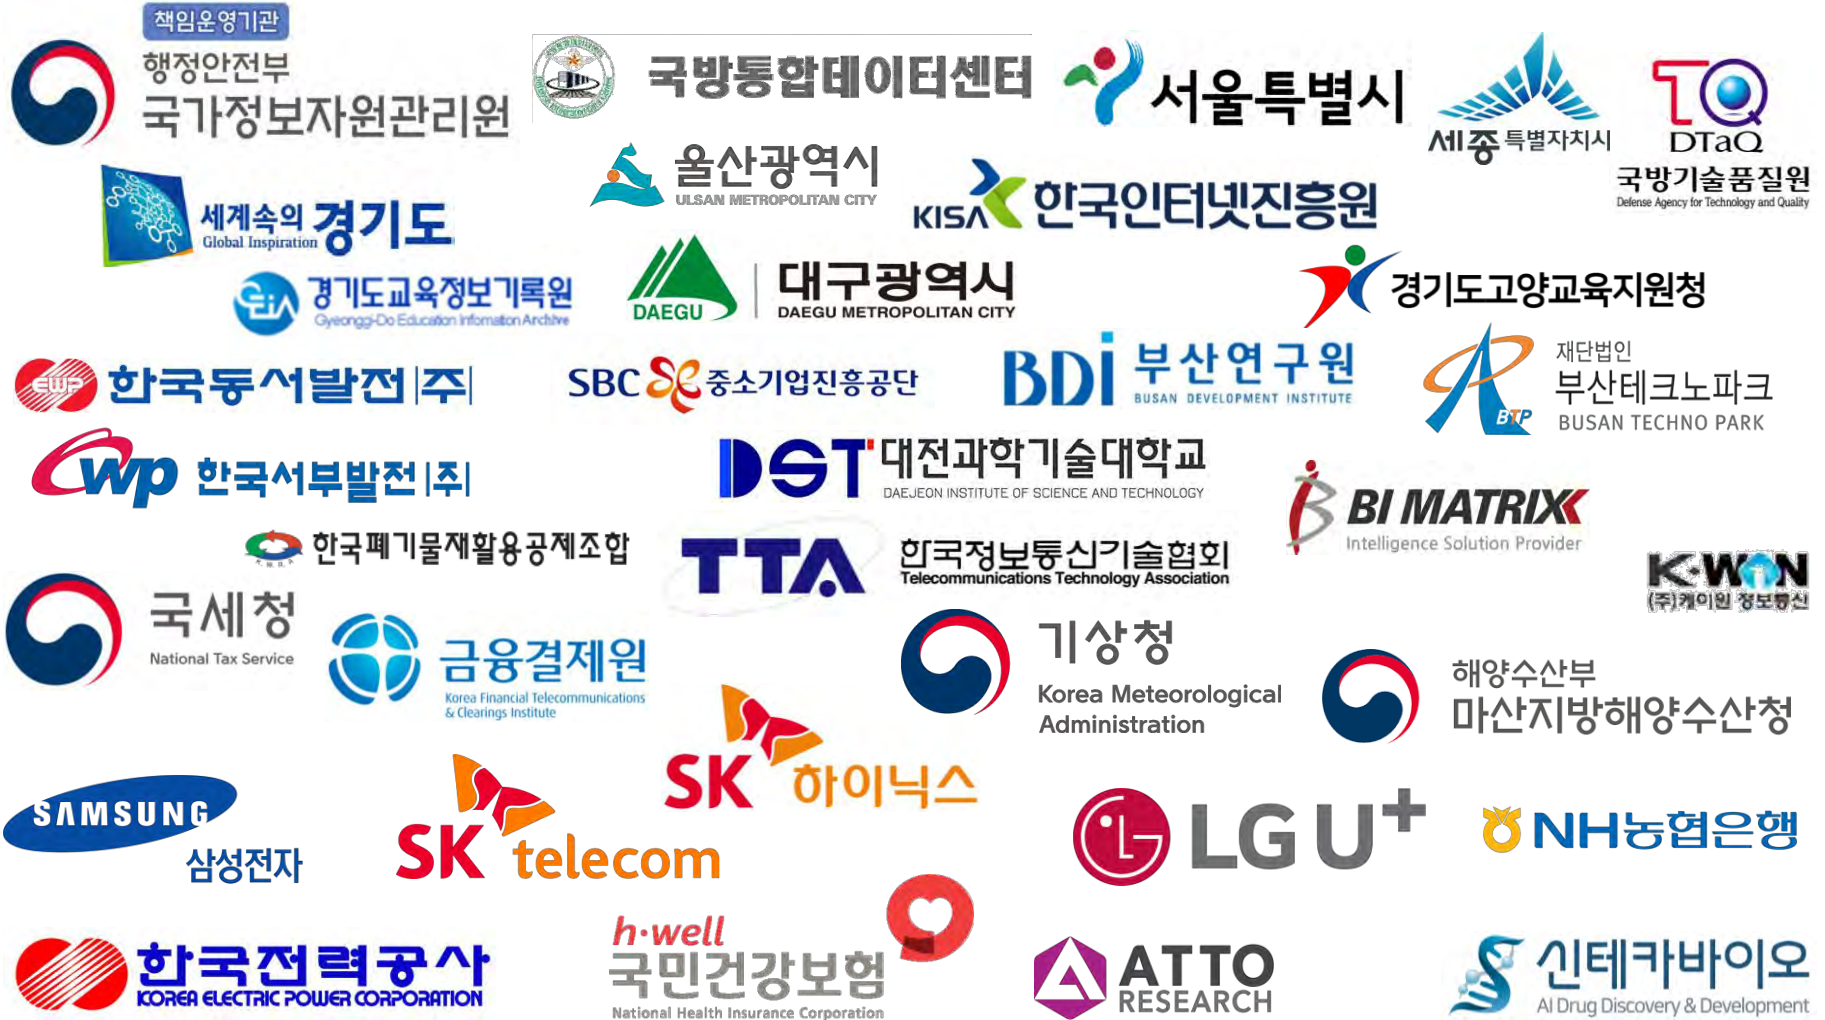 책임운영기관
행정안전부
국가정보자원관리원
국방통합데이터센터
서울특별시
세종특별자치시
DTaQ
국방기술품질원
Defense Agency for Technology and Quality
울산광역시
ULSAN METROPOLITAN CITY
KISA 한국인터넷진흥원
세계속의 경기도
Global Inspiration
GEIA 경기도교육정보기록원
Gyeonggi-Do Education Information Archive
DAEGU
대구광역시
DAEGU METROPOLITAN CITY
경기도고양교육지원청
EWP 한국동서발전|주|
SBC 중소기업진흥공단
BDI 부산연구원
BUSAN DEVELOPMENT INSTITUTE
BTP
재단법인
부산테크노파크
BUSAN TECHNO PARK
wp 한국서부발전|주|
DST 대전과학기술대학교
DAEJEON INSTITUTE OF SCIENCE AND TECHNOLOGY
BI MATRIX
Intelligence Solution Provider
K.W.R.A
한국폐기물재활용공제조합
TTA 한국정보통신기술협회
Telecommunications Technology Association
K·WON
(주)케이원 정보통신
국세청
National Tax Service
금융결제원
Korea Financial Telecommunications
& Clearings Institute
기상청
Korea Meteorological
Administration
해양수산부
마산지방해양수산청
SAMSUNG
삼성전자
SK telecom
SK 하이닉스
LG U+
NH농협은행
한국전력공사
KOREA ELECTRIC POWER CORPORATION
h·well
국민건강보험
National Health Insurance Corporation
ATTO
RESEARCH
신테카바이오
AI Drug Discovery & Development